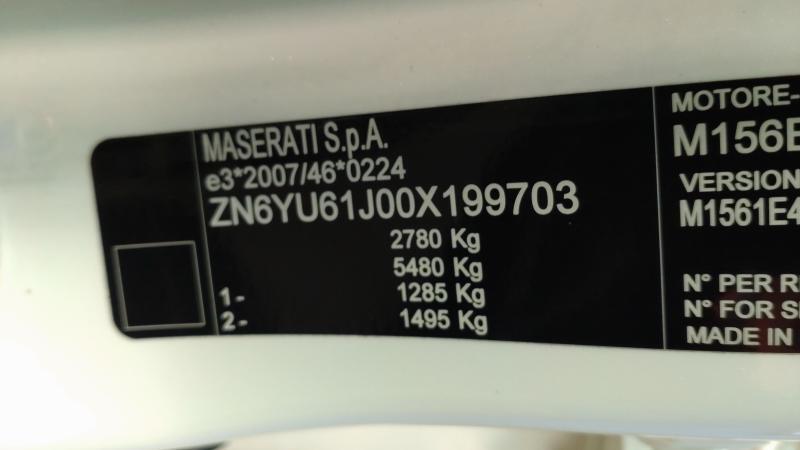 MASERATI S.p.A.
e3*2007/46*0224
ZN6YU61J00X199703
2780 Kg
5480 Kg
1- 1285 Kg
2- 1495 Kg
MOTORE-
M156E
VERSION
M1561E4
N° PER R
N° FOR S
MADE IN